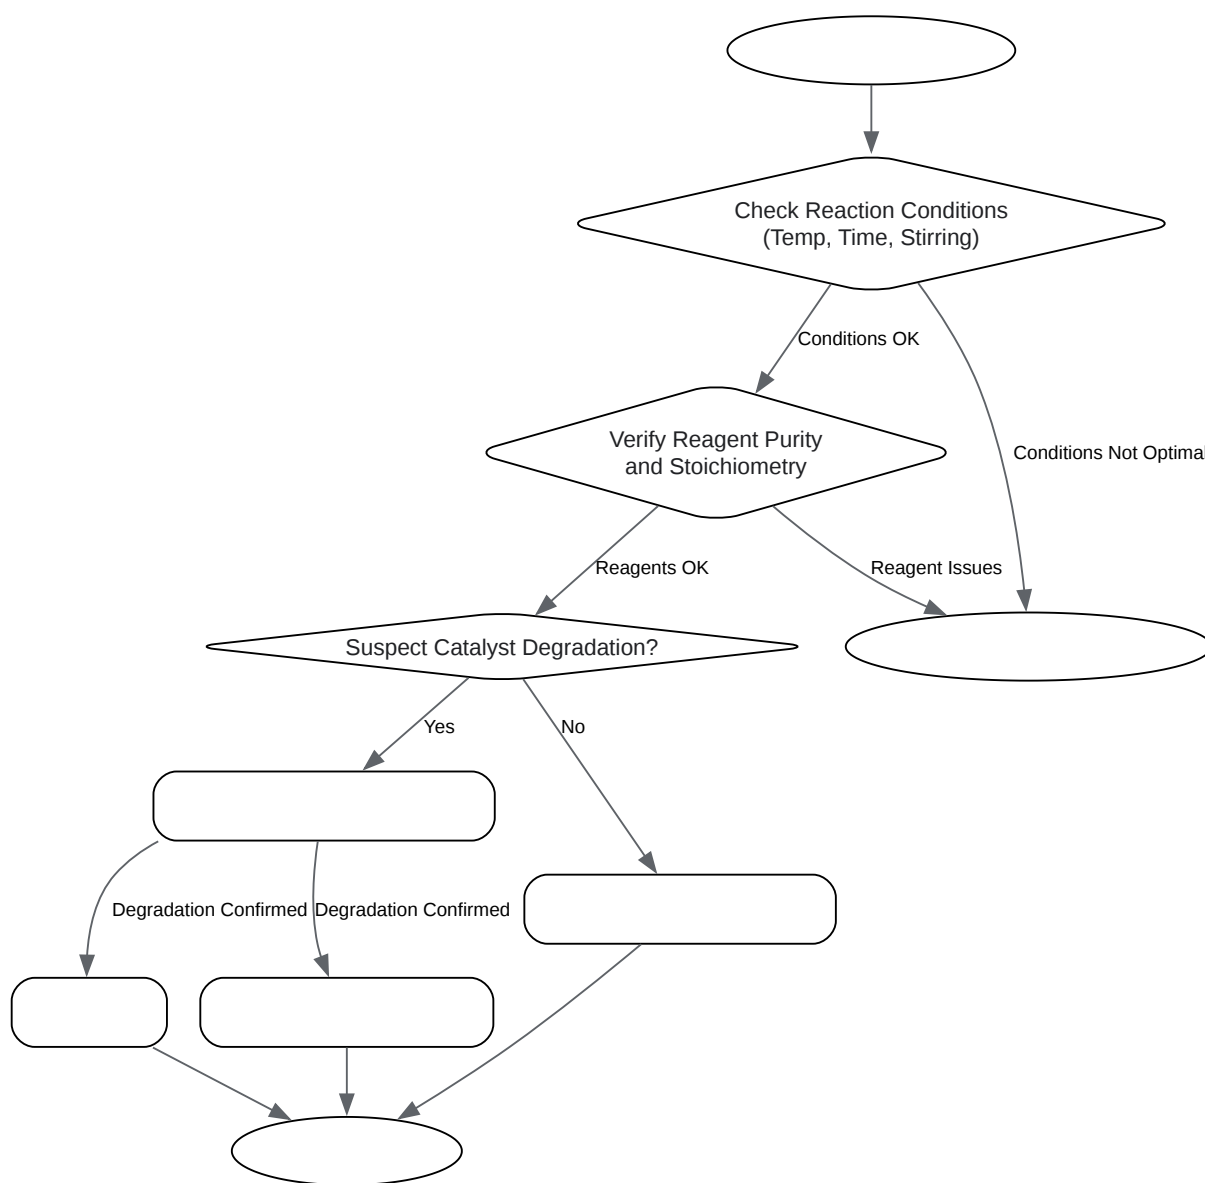 Check Reaction Conditions
(Temp, Time, Stirring)
Conditions OK
Verify Reagent Purity
and Stoichiometry
Conditions Not Optimal
Reagents OK
Reagent Issues
Suspect Catalyst Degradation?
Yes
No
Degradation Confirmed
Degradation Confirmed